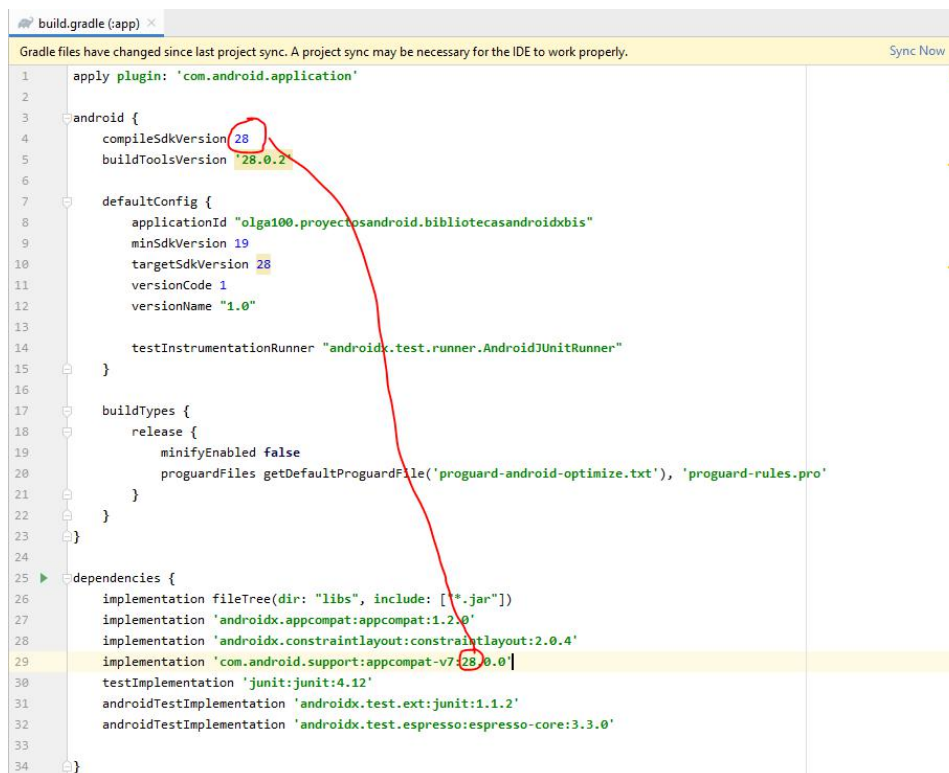 build.gradle (:app)
Gradle files have changed since last project sync. A project sync may be necessary for the IDE to work properly. Sync Now
1 apply plugin: 'com.android.application'
2
3 android {
4 compileSdkVersion 28
5 buildToolsVersion '28.0.2'
6
7 defaultConfig {
8 applicationId "olga100.proyectosandroid.bibliotecasandroidxbis"
9 minSdkVersion 19
10 targetSdkVersion 28
11 versionCode 1
12 versionName "1.0"
13
14 testInstrumentationRunner "androidx.test.runner.AndroidJUnitRunner"
15 }
16
17 buildTypes {
18 release {
19 minifyEnabled false
20 proguardFiles getDefaultProguardFile('proguard-android-optimize.txt'), 'proguard-rules.pro'
21 }
22 }
23 }
24
25 dependencies {
26 implementation fileTree(dir: "libs", include: ["*.jar"])
27 implementation 'androidx.appcompat:appcompat:1.2.0'
28 implementation 'androidx.constraintlayout:constraintlayout:2.0.4'
29 implementation 'com.android.support:appcompat-v7:28.0.0'
30 testImplementation 'junit:junit:4.12'
31 androidTestImplementation 'androidx.test.ext:junit:1.1.2'
32 androidTestImplementation 'androidx.test.espresso:espresso-core:3.3.0'
33
34 }